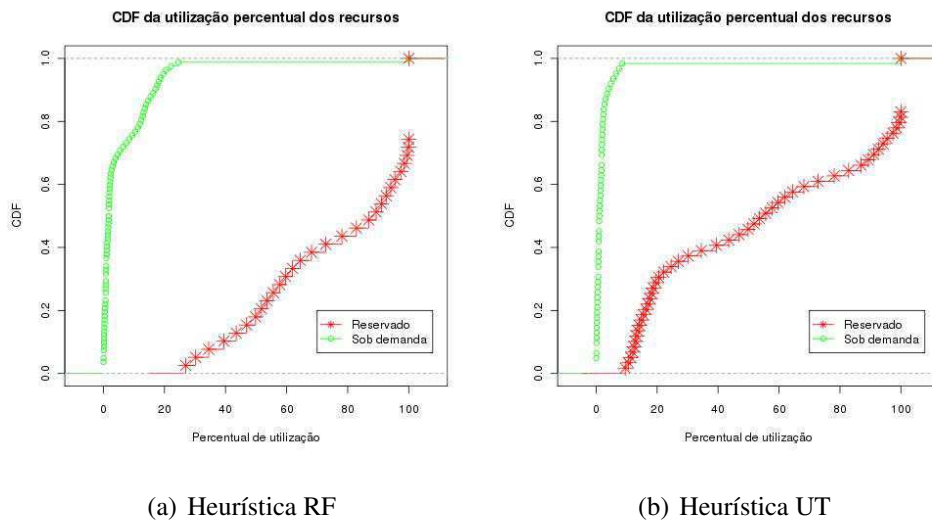 CDF da utilização percentual dos recursos
CDF
1.0
0.8
0.6
0.4
0.2
0.0
Reservado
Sob demanda
0 20 40 60 80 100
Percentual de utilização
(a) Heurística RF
CDF da utilização percentual dos recursos
CDF
1.0
0.8
0.6
0.4
0.2
0.0
Reservado
Sob demanda
0 20 40 60 80 100
Percentual de utilização
(b) Heurística UT